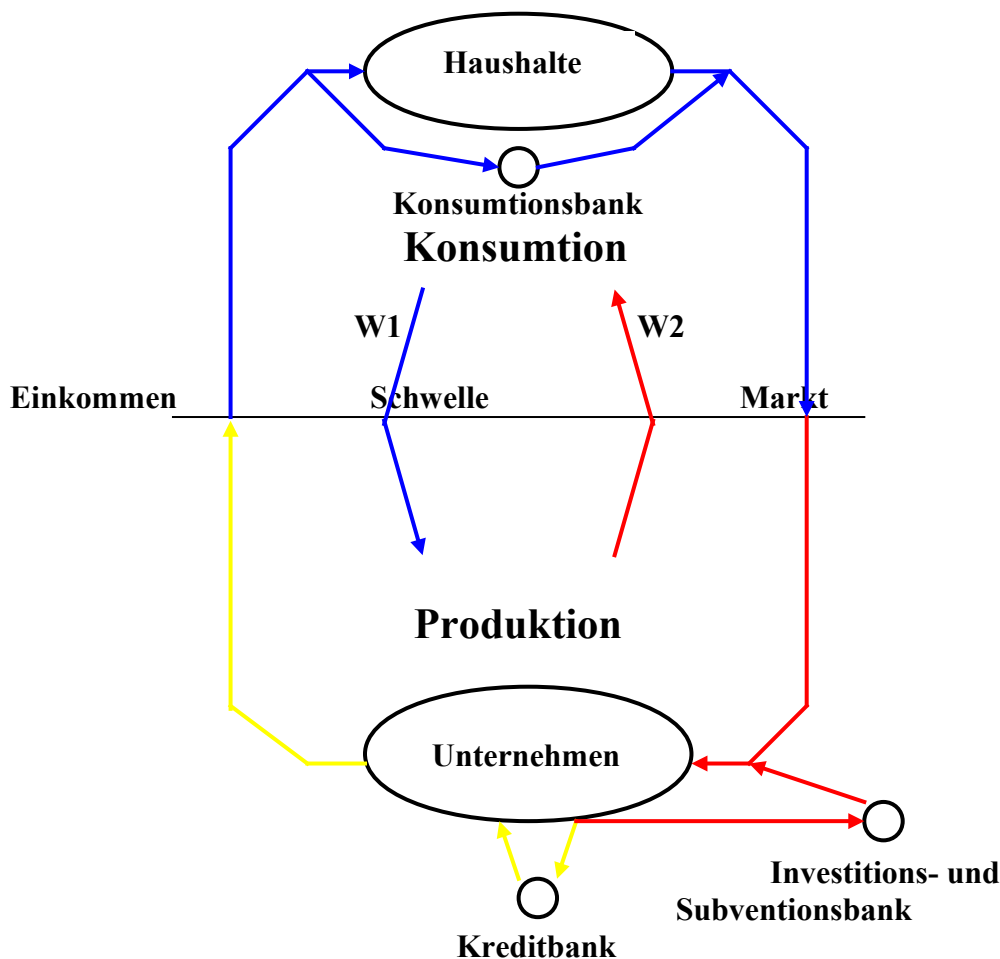 Haushalte
Konsumtionsbank
Konsumtion
W1
W2
Einkommen
Schwelle
Markt
Produktion
Unternehmen
Investitions- und
Subventionsbank
Kreditbank